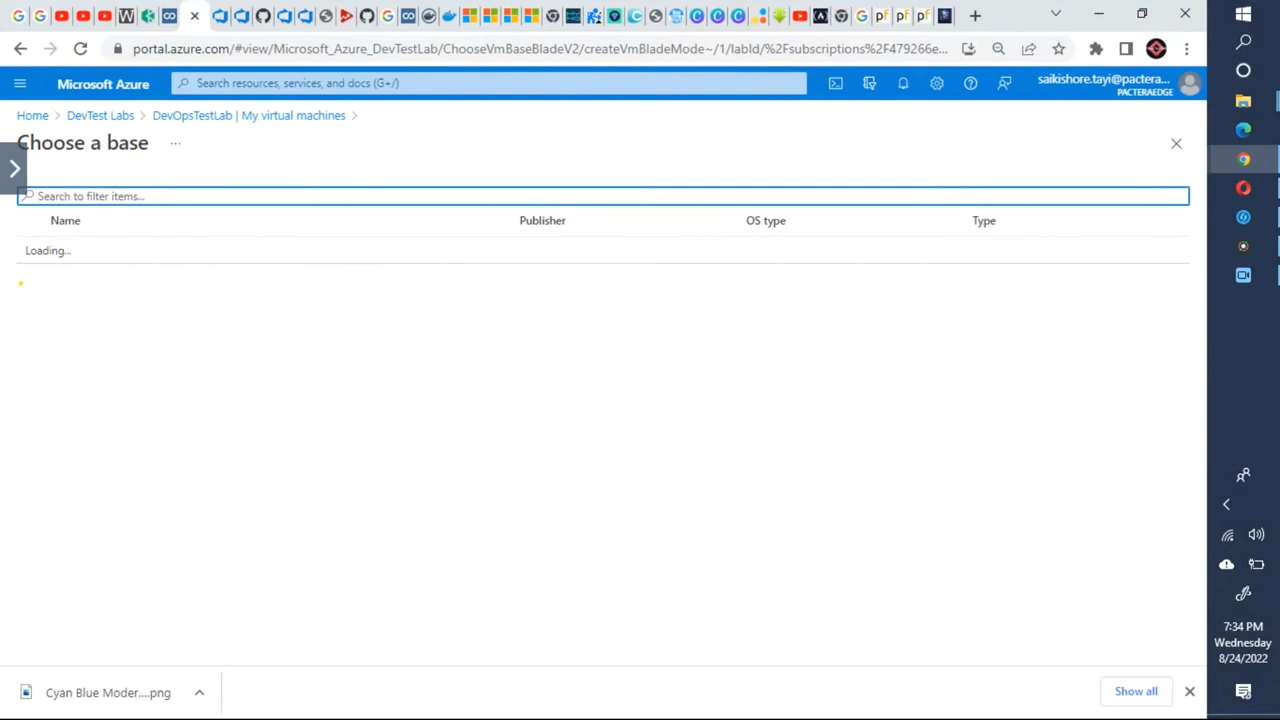 portal.azure.com/#view/Microsoft_Azure_DevTestLab/ChooseVmBaseBladeV2/createVmBladeMode~/1/labId/%2Fsubscriptions%2F479266e...
Microsoft Azure
Search resources, services, and docs (G+/)
saikishore.tayi@pactera...
PACTERAEDGE
Home > DevTest Labs > DevOpsTestLab | My virtual machines >
Choose a base ...
Search to filter items...
Name Publisher OS type Type
Loading...
7:34 PM
Wednesday
8/24/2022
Cyan Blue Moder....png
Show all